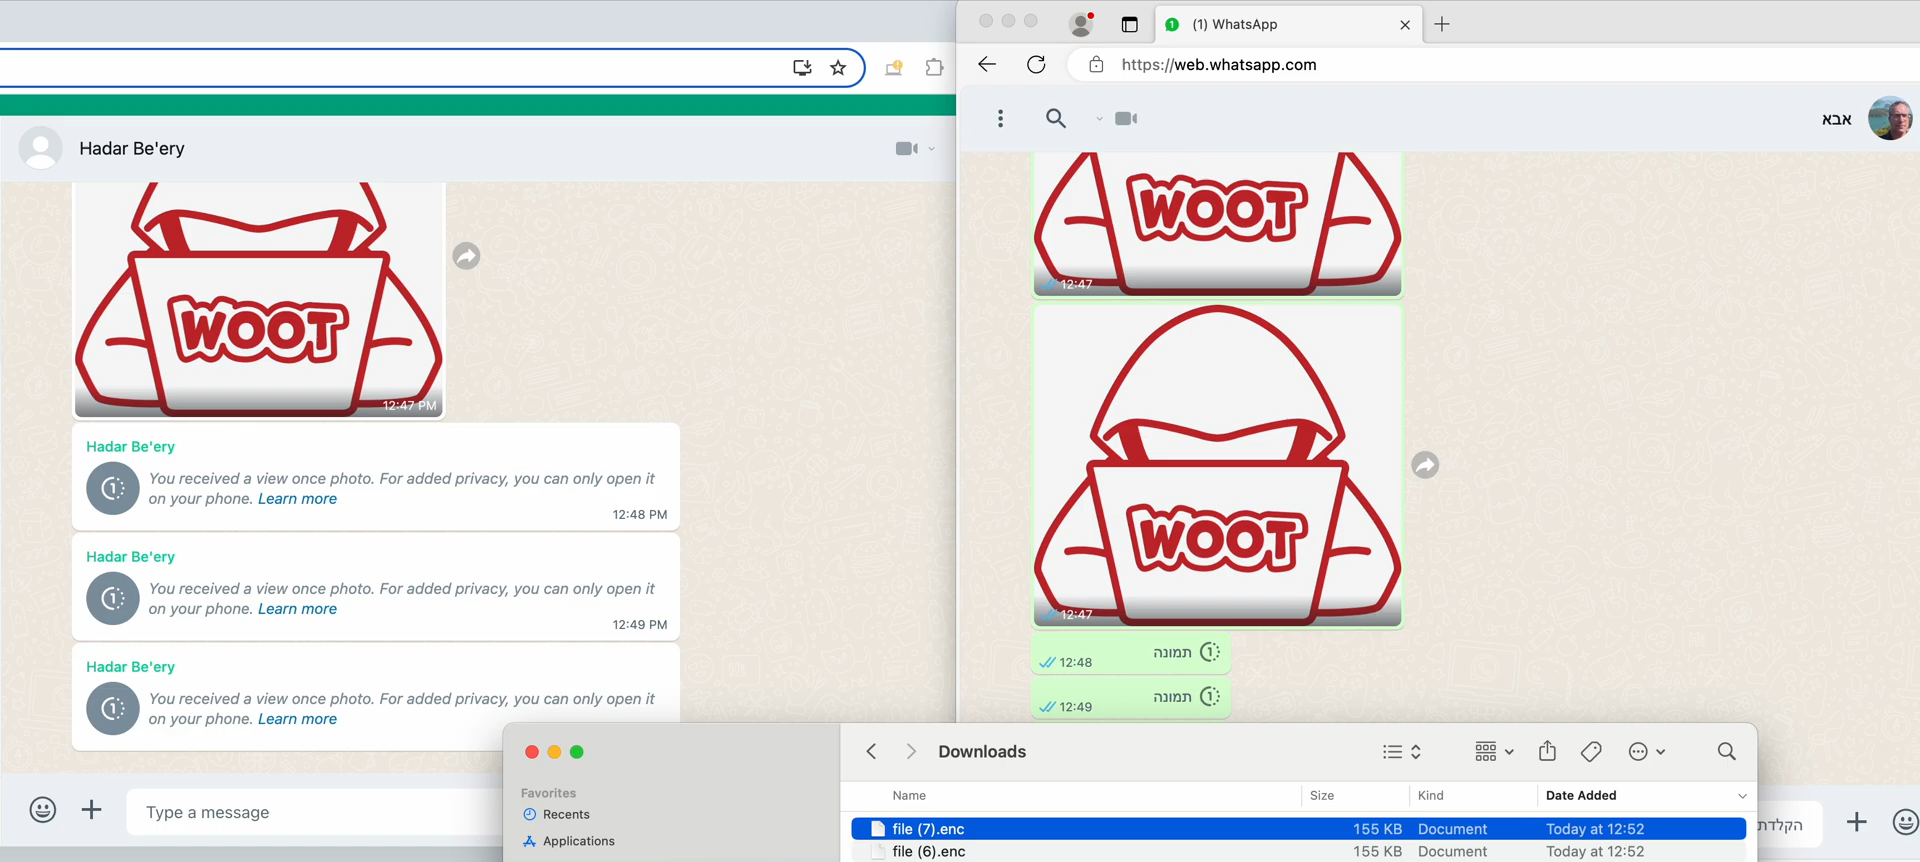 1 (1) WhatsApp
https://web.whatsapp.com
Hadar Be'ery
WOOT
12:47 PM
Hadar Be'ery
You received a view once photo. For added privacy, you can only open it
on your phone. Learn more
12:48 PM
Hadar Be'ery
You received a view once photo. For added privacy, you can only open it
on your phone. Learn more
12:49 PM
Hadar Be'ery
You received a view once photo. For added privacy, you can only open it
on your phone. Learn more
Type a message
אבא
WOOT
12:47
WOOT
12:47
תמונה
12:48
תמונה
12:49
הקלדת
Downloads
Favorites
Recents
Applications
Name Size Kind Date Added
file (7).enc 155 KB Document Today at 12:52
file (6).enc 155 KB Document Today at 12:52